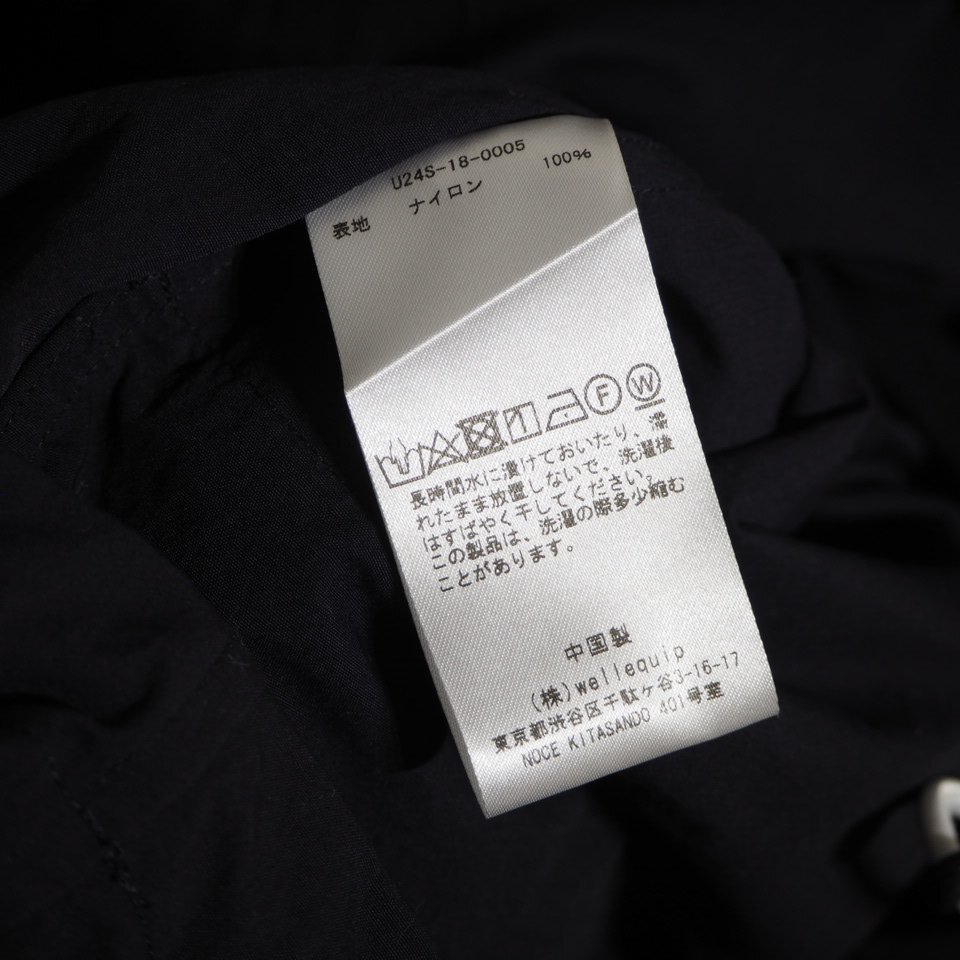 U24S-18-0005
表地 ナイロン 100%
F W
長時間水に漬けておいたり、濡
れたまま放置しないで、洗濯後
はすばやく干してください。
この製品は、洗濯の際多少縮む
ことがあります。
中国製
(株)wellequip
東京都渋谷区千駄ヶ谷3-16-17
NOCE KITASANDO 401号室